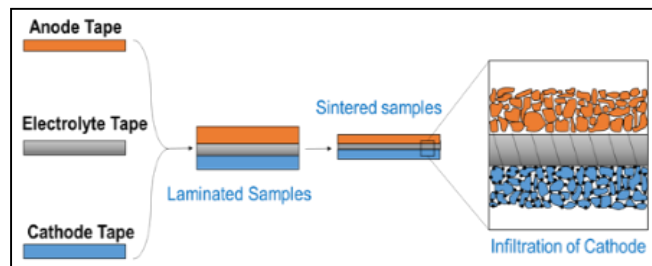 Anode Tape
Electrolyte Tape
Cathode Tape
Laminated Samples
Sintered samples
Infiltration of Cathode